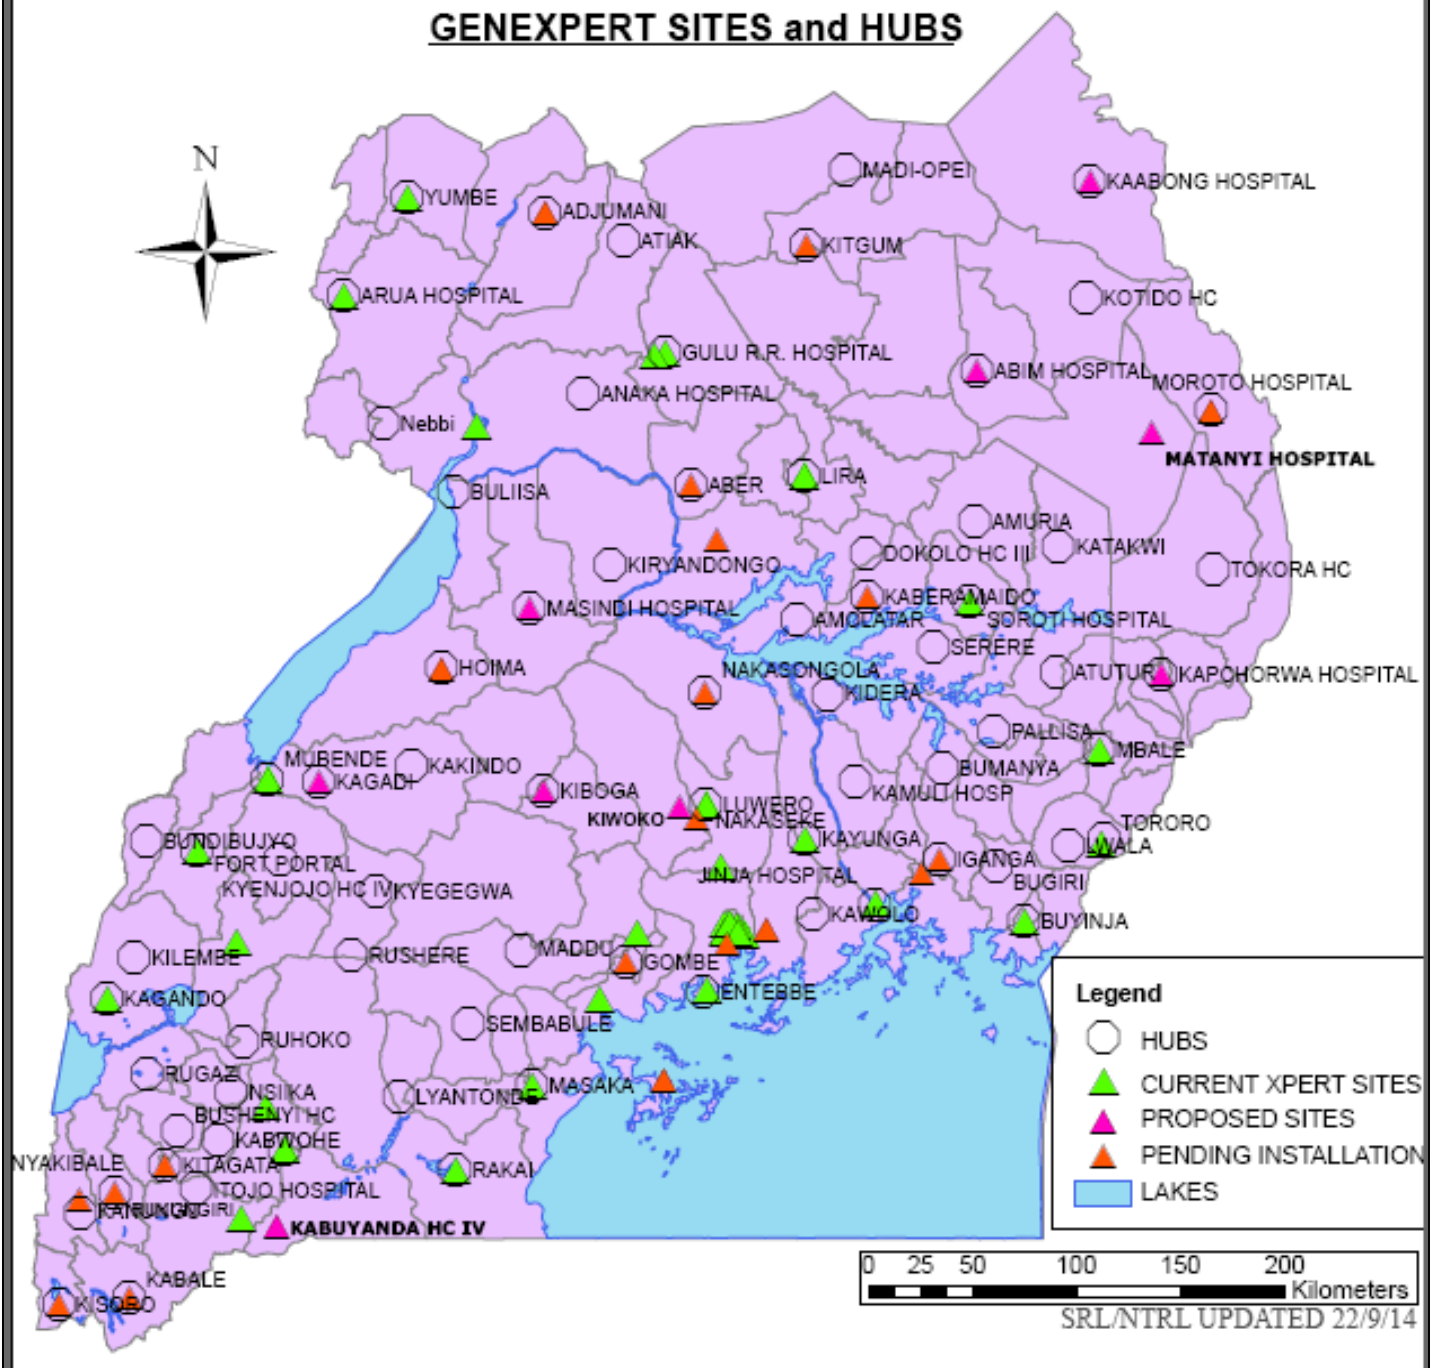 GENEXPERT SITES and HUBS
N
MADI-OPEI
KAABONG HOSPITAL
YUMBE
ADJUMANI
ATIAK
KITGUM
ARUA HOSPITAL
KOTIDO HC
GULU R.R. HOSPITAL
ABIM HOSPITAL
MOROTO HOSPITAL
ANAKA HOSPITAL
Nebbi
MATANYI HOSPITAL
LIRA
ABER
BULIISA
AMURIA
KATAKWI
DOKOLO HC III
KIRYANDONGO
TOKORA HC
KABERAMAIDO
MASINDI HOSPITAL
AMOLATAR
SOROTI HOSPITAL
SERERE
HOIMA
NAKASONGOLA
ATUTUR
KAPCHORWA HOSPITAL
KIDERA
PALLISA
MBALE
MUBENDE
KAKINDO
BUMANYA
KAGADI
KIBOGA
KAMULI HOSP
LUWERO
KIWOKO
NAKASEKE
TORORO
BUNDIBUJYO
KAYUNGA
LWALA
FORT PORTAL
IGANGA
JINJA HOSPITAL
BUGIRI
KYENJOJO HC IV
KYEGEGWA
KAWOLO
BUYINJA
MADDU
KILEMBE
RUSHERE
GOMBE
KAGANDO
ENTEBBE
SEMBABULE
RUHOKO
RUGAZI
NSIIKA
MASAKA
LYANTONDE
BUSHENYI HC
KABWOHE
NYAKIBALE
KITAGATA
RAKAI
ITOJO HOSPITAL
KABUYANDA HC IV
KABALE
KISORO
Legend
HUBS
CURRENT XPERT SITES
PROPOSED SITES
PENDING INSTALLATION
LAKES
0 25 50 100 150 200
Kilometers
SRL/NTRL UPDATED 22/9/14